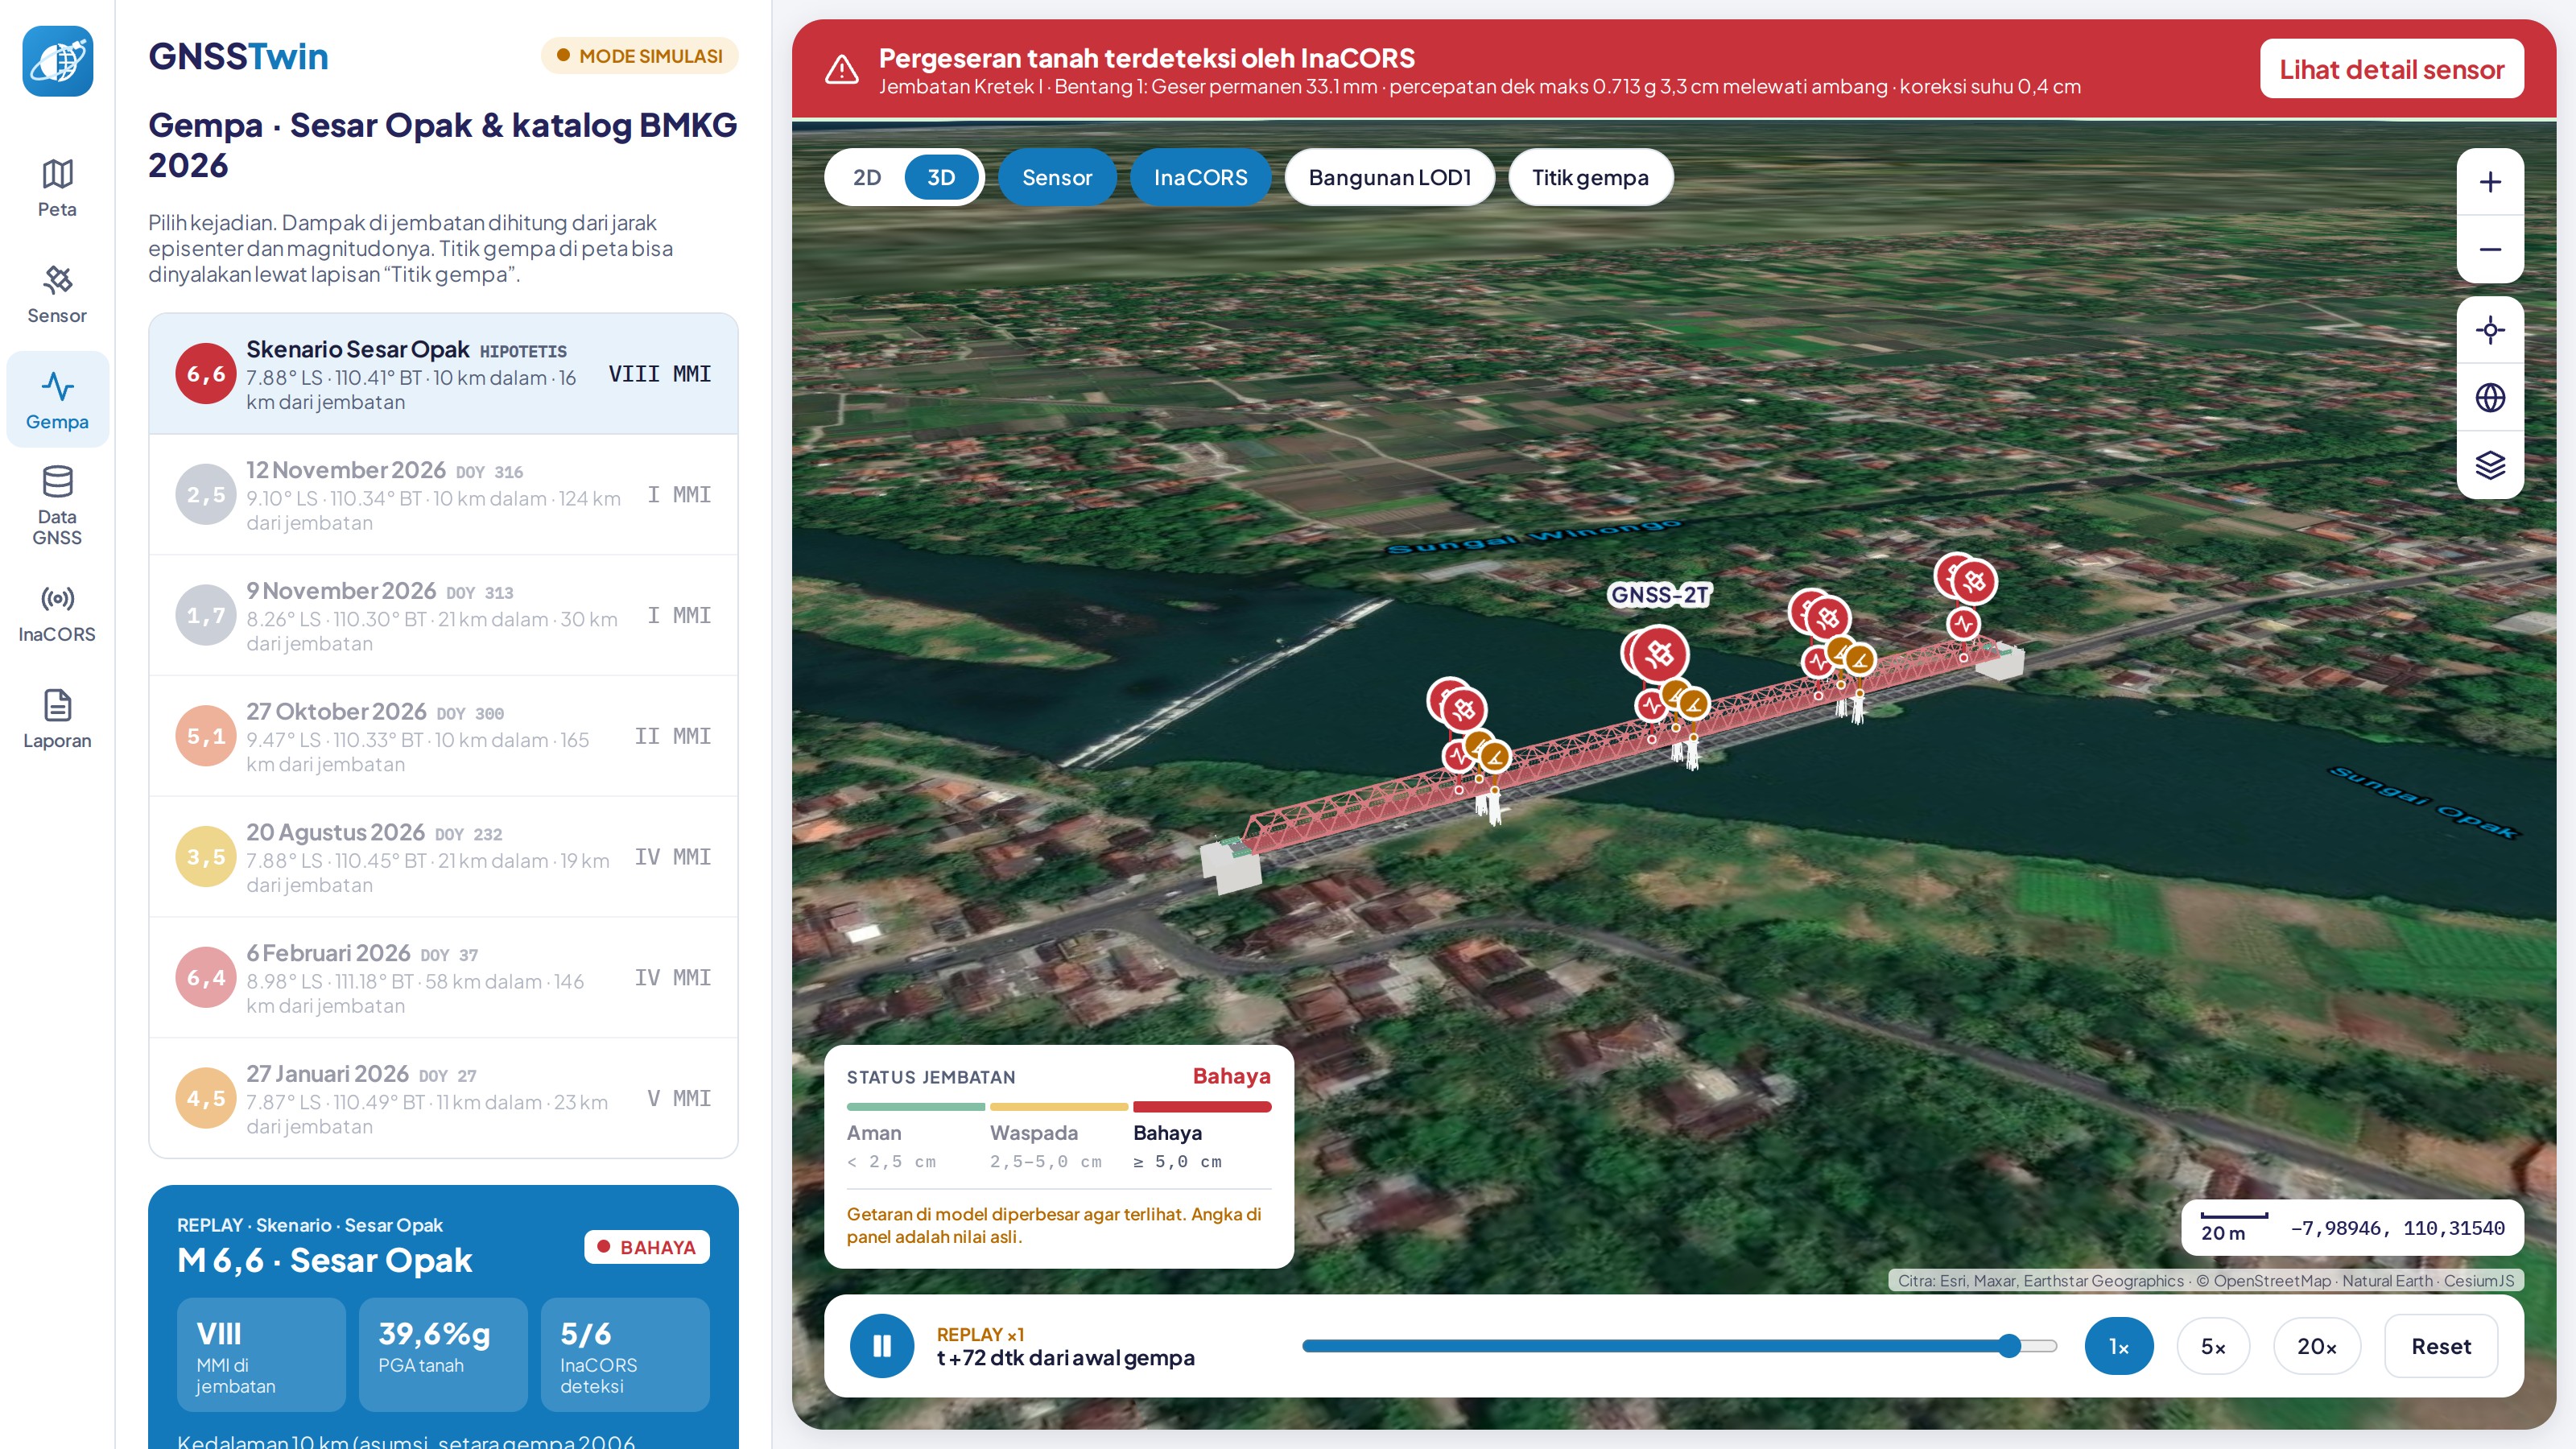 GNSSTwin
MODE SIMULASI
Gempa · Sesar Opak & katalog BMKG
2026
Pilih kejadian. Dampak di jembatan dihitung dari jarak
episenter dan magnitudonya. Titik gempa di peta bisa
dinyalakan lewat lapisan “Titik gempa”.
Peta
Sensor
Gempa
Data
GNSS
InaCORS
Laporan
6,6
Skenario Sesar Opak HIPOTETIS
7.88° LS · 110.41° BT · 10 km dalam · 16
km dari jembatan
VIII MMI
2,5
12 November 2026 DOY 316
9.10° LS · 110.34° BT · 10 km dalam · 124 km
dari jembatan
I MMI
1,7
9 November 2026 DOY 313
8.26° LS · 110.30° BT · 21 km dalam · 30 km
dari jembatan
I MMI
5,1
27 Oktober 2026 DOY 300
9.47° LS · 110.33° BT · 10 km dalam · 165
km dari jembatan
II MMI
3,5
20 Agustus 2026 DOY 232
7.88° LS · 110.45° BT · 21 km dalam · 19 km
dari jembatan
IV MMI
6,4
6 Februari 2026 DOY 37
8.98° LS · 111.18° BT · 58 km dalam · 146
km dari jembatan
IV MMI
4,5
27 Januari 2026 DOY 27
7.87° LS · 110.49° BT · 11 km dalam · 23 km
dari jembatan
V MMI
REPLAY · Skenario · Sesar Opak
M 6,6 · Sesar Opak
BAHAYA
VIII
MMI di
jembatan
39,6%g
PGA tanah
5/6
InaCORS
deteksi
Kedalaman 10 km (asumsi, setara gempa 2006
Pergeseran tanah terdeteksi oleh InaCORS
Jembatan Kretek I · Bentang 1: Geser permanen 33.1 mm · percepatan dek maks 0.713 g 3,3 cm melewati ambang · koreksi suhu 0,4 cm
Lihat detail sensor
2D
3D
Sensor
InaCORS
Bangunan LOD1
Titik gempa
Sungai Winongo
GNSS-2T
Sungai Opak
STATUS JEMBATAN
Bahaya
Aman
Waspada
Bahaya
< 2,5 cm
2,5–5,0 cm
≥ 5,0 cm
Getaran di model diperbesar agar terlihat. Angka di
panel adalah nilai asli.
20 m
−7,98946, 110,31540
Citra: Esri, Maxar, Earthstar Geographics · © OpenStreetMap · Natural Earth · CesiumJS
REPLAY ×1
t +72 dtk dari awal gempa
1×
5×
20×
Reset